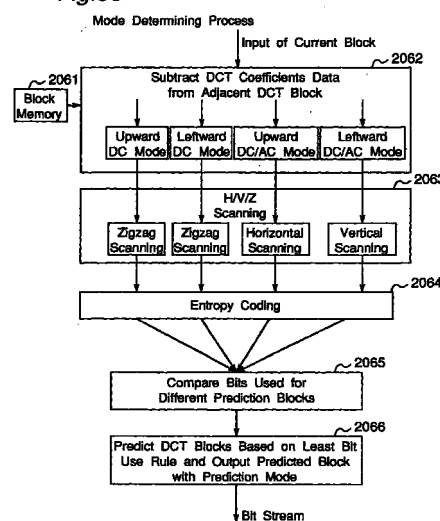 Mode Determining Process
Input of Current Block
2061
2062
Block
Memory
Subtract DCT Coefficients Data
from Adjacent DCT Block
Upward
DC Mode
Leftward
DC Mode
Upward
DC/AC Mode
Leftward
DC/AC Mode
2063
H/V/Z
Scanning
Zigzag
Scanning
Zigzag
Scanning
Horizontal
Scanning
Vertical
Scanning
2064
Entropy Coding
2065
Compare Bits Used for
Different Prediction Blocks
2066
Predict DCT Blocks Based on Least Bit
Use Rule and Output Predicted Block
with Prediction Mode
Bit Stream